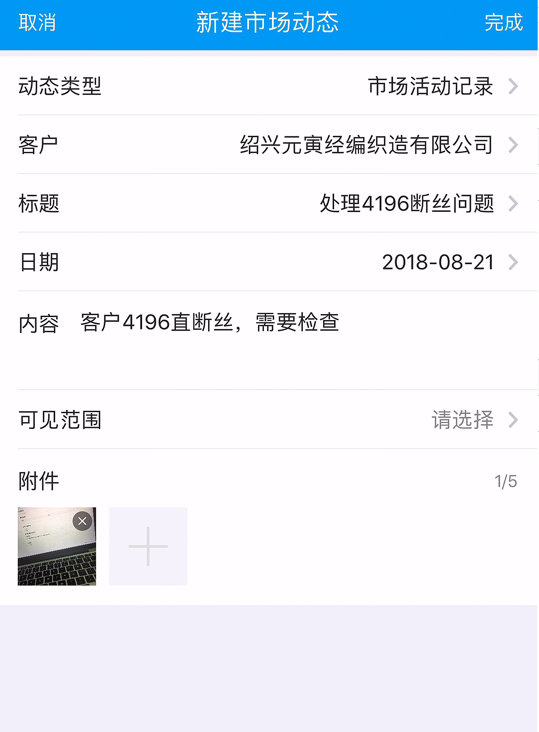 取消 新建市场动态 完成
动态类型 市场活动记录
客户 绍兴元寅经编织造有限公司
标题 处理4196断丝问题
日期 2018-08-21
内容 客户4196直断丝，需要检查
可见范围 请选择
附件 1/5